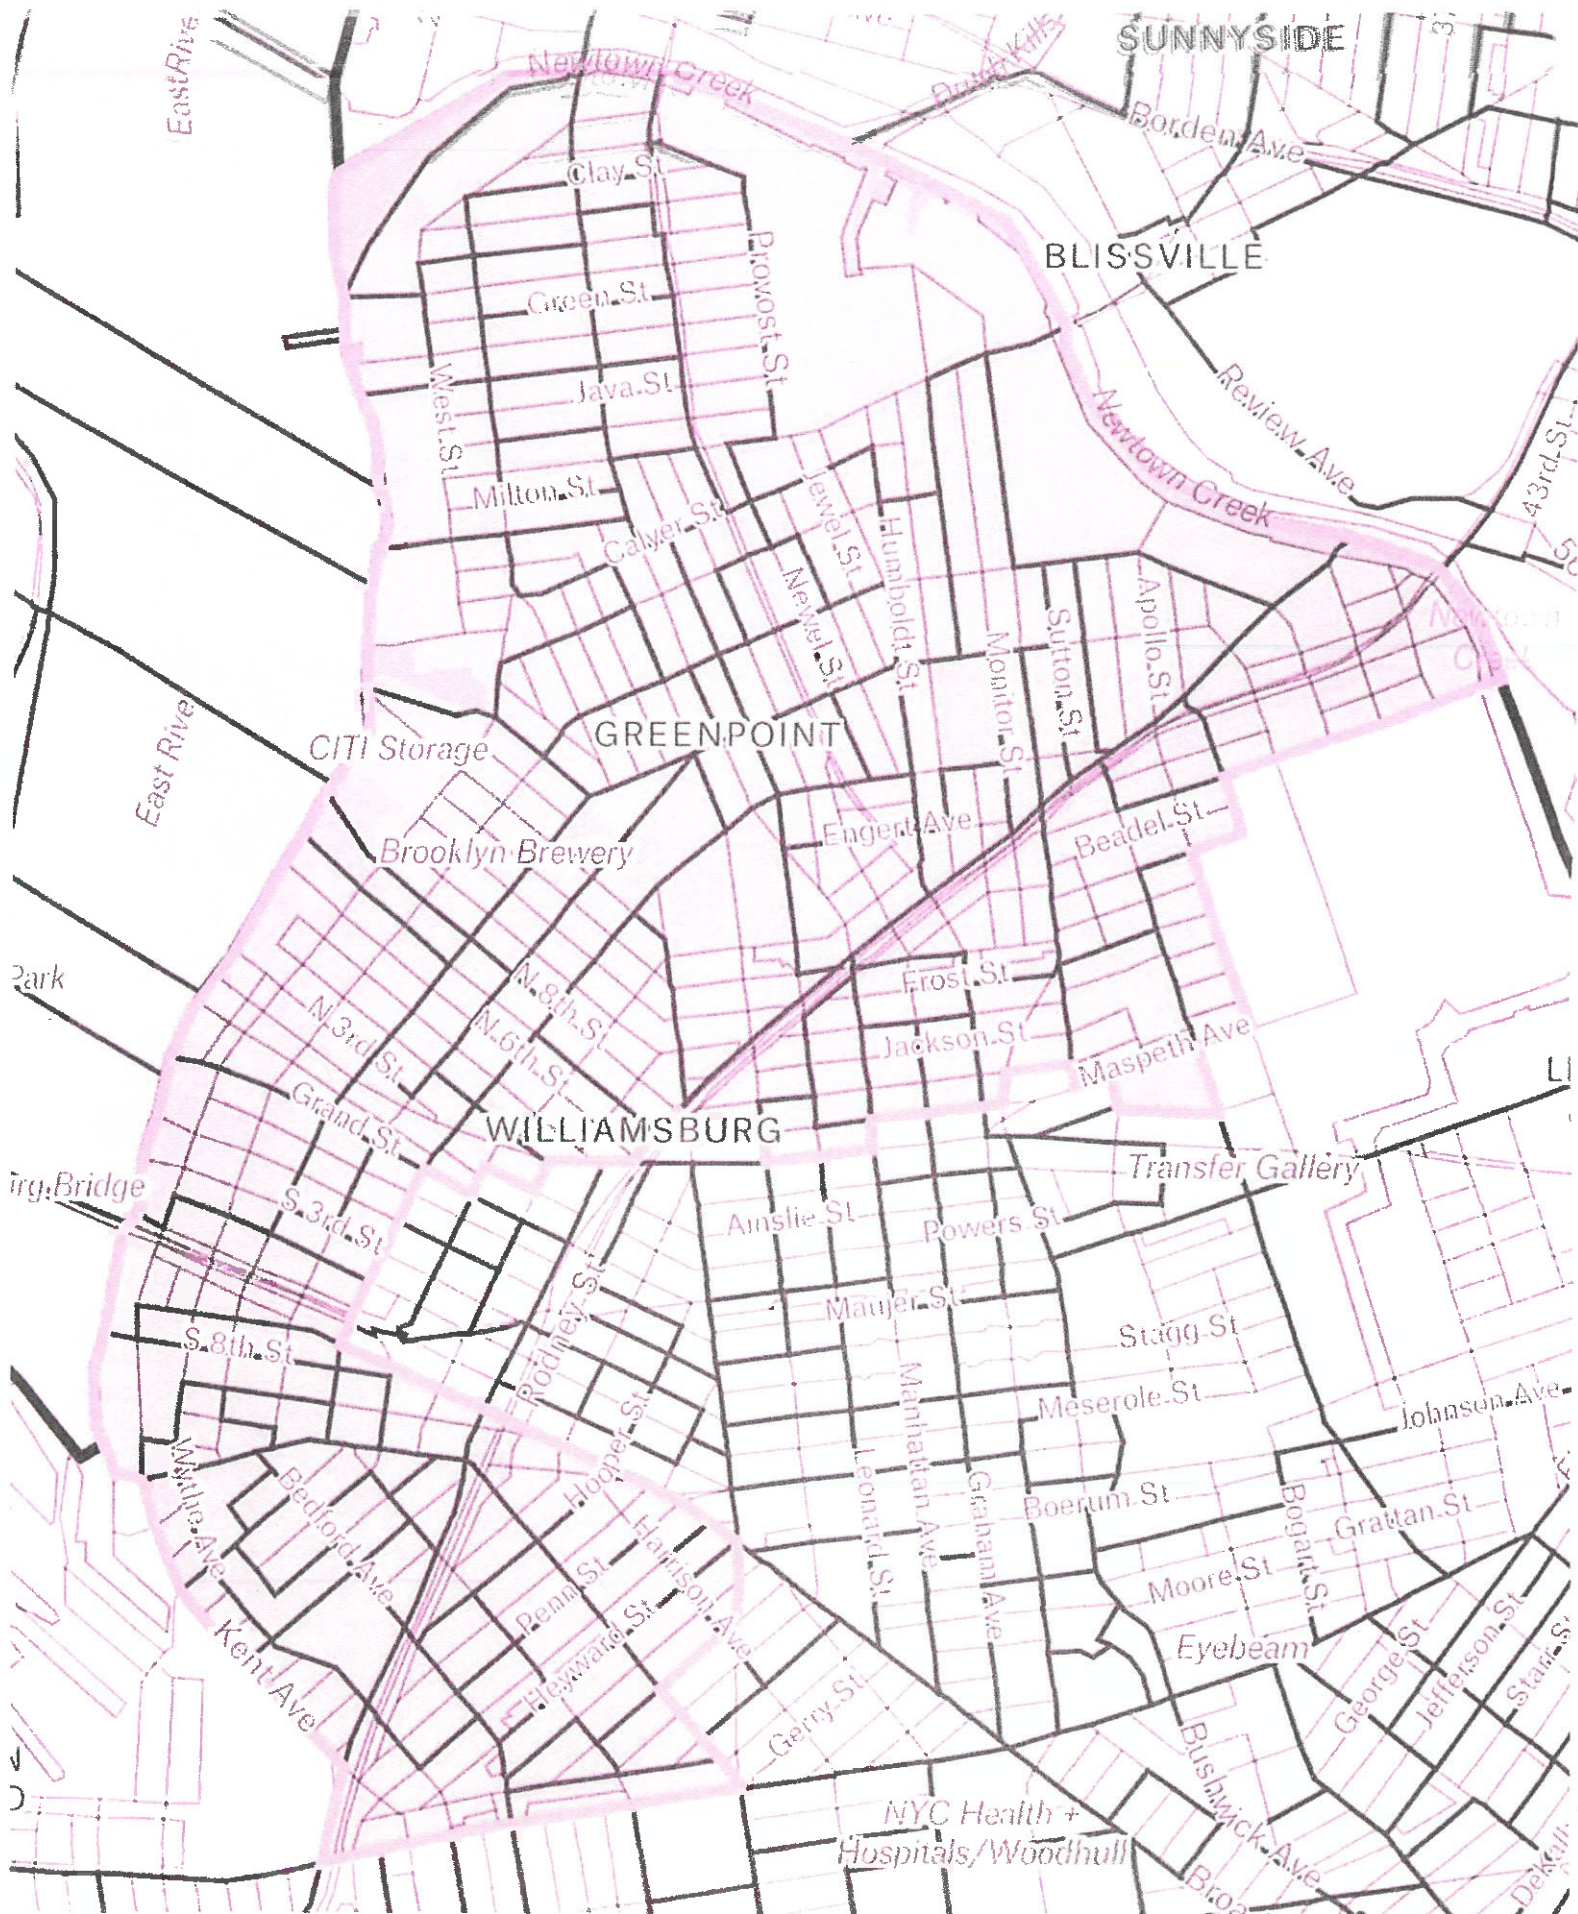 SUNNYSIDE
East River
Newtown Creek
Dutch Kills
Borden Ave
Clay St
BLISSVILLE
Provost St
Green St
West St
Java St
Review Ave
Newtown Creek
43rd St
Milton St
Calyer St
Jewel St
Humboldt St
Newel St
Apollo St
Sutton St
Monitor St
Newtown
Creek
GREENPOINT
CITI Storage
East River
Engert Ave
Beadel St
Brooklyn Brewery
Park
N 8th St
N 6th St
N 3rd St
Frost St
Jackson St
Maspeth Ave
Grand St
WILLIAMSBURG
Transfer Gallery
Bridge
S 3rd St
Ainslie St
Powers St
Rodney St
Maujer St
Stagg St
S 8th St
Manhattan Ave
Meserole St
Johnson Ave
Hooper St
Leonard St
Graham Ave
Boerum St
Bogart St
Grattan St
Wythe Ave
Bedford Ave
Harrison Ave
Penn St
Moore St
Heyward St
Kent Ave
Eyebeam
George St
Jefferson St
Starr St
Gerry St
Bushwick Ave
NYC Health +
Hospitals/Woodhull